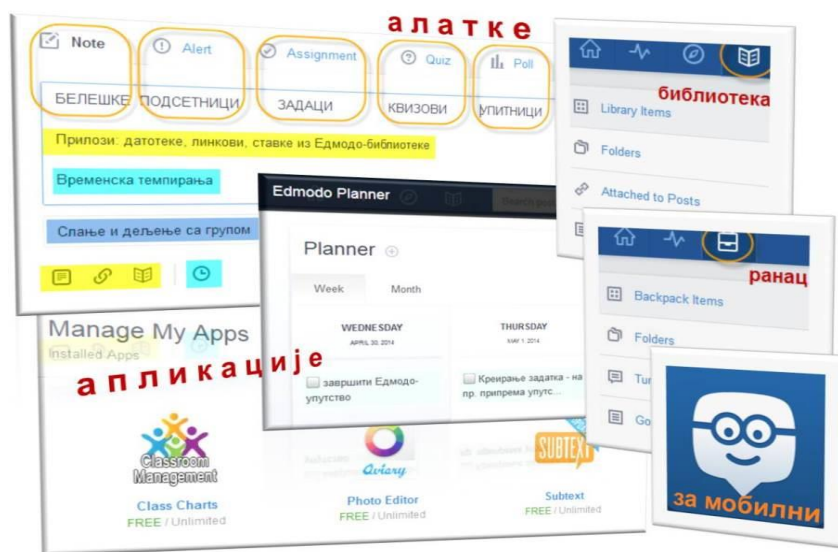 алатке
Note
Alert
Assignment
Quiz
Poll
БЕЛЕШКЕ
ПОДСЕТНИЦИ
ЗАДАЦИ
КВИЗОВИ
УПИТНИЦИ
Прилози: датотеке, линкови, ставке из Едмодо-библиотеке
Временска темпирања
Слање и дељење са групом
библиотека
Library Items
Folders
Attached to Posts
Edmodo Planner
Planner
Week
Month
WEDNESDAY
APRIL 30, 2014
THURSDAY
MAY 1, 2014
завршити Едмодо-
упутство
Креирање задатка - на
пр. припрема упутс...
ранац
Backpack Items
Folders
Manage My Apps
Installed Apps
апликације
Classroom
Management
Class Charts
FREE / Unlimited
Aviary
Photo Editor
FREE / Unlimited
SUBTEXT
Subtext
FREE / Unlimited
за мобилни